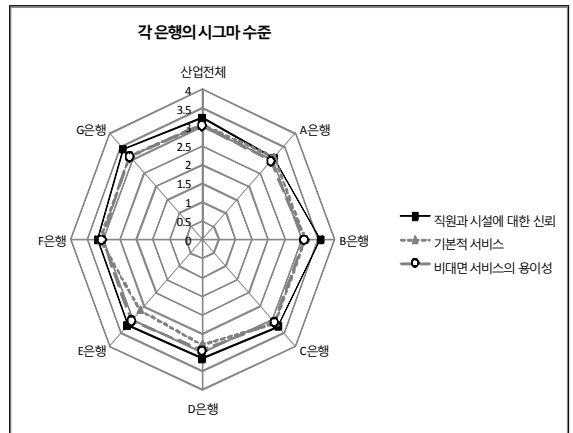 각 은행의 시그마 수준
산업전체
A은행
B은행
C은행
D은행
E은행
F은행
G은행
4
3.5
3
2.5
2
1.5
1
0.5
0
직원과 시설에 대한 신뢰
기본적 서비스
비대면 서비스의 용이성